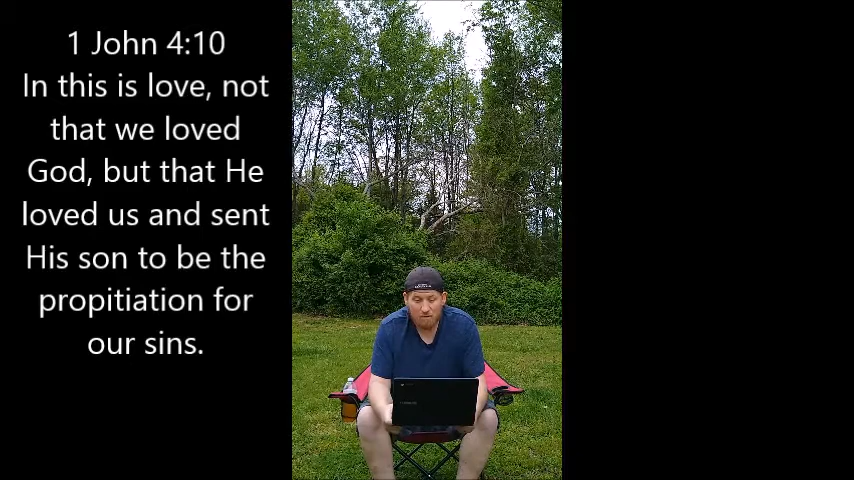 1 John 4:10
In this is love, not
that we loved
God, but that He
loved us and sent
His son to be the
propitiation for
our sins.